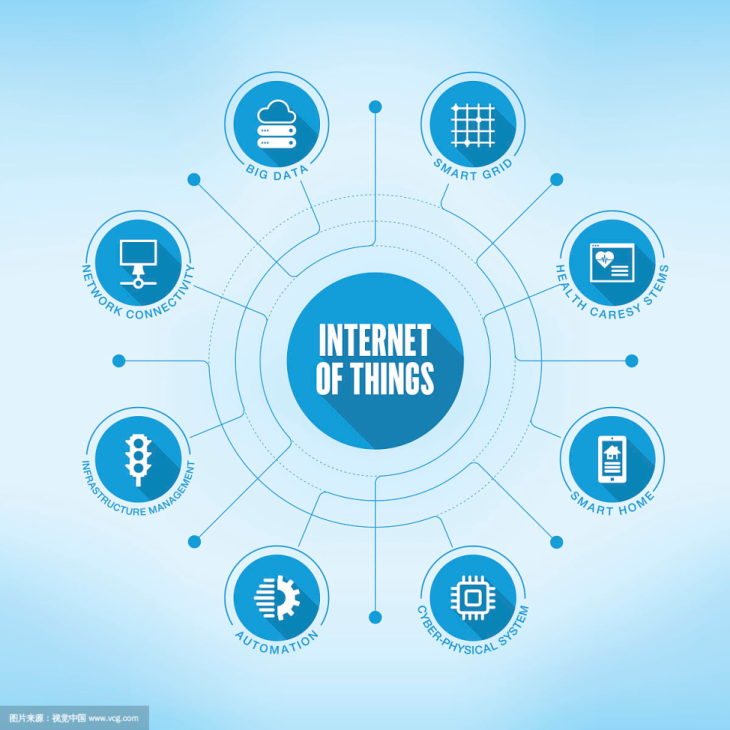 BIG DATA
SMART GRID
NETWORK CONNECTIVITY
HEALTH CARESY STEMS
INTERNET
OF THINGS
INFRASTRUCTURE MANAGEMENT
SMART HOME
AUTOMATION
CYBER-PHYSICAL SYSTEM
图片来源：视觉中国 www.vcg.com